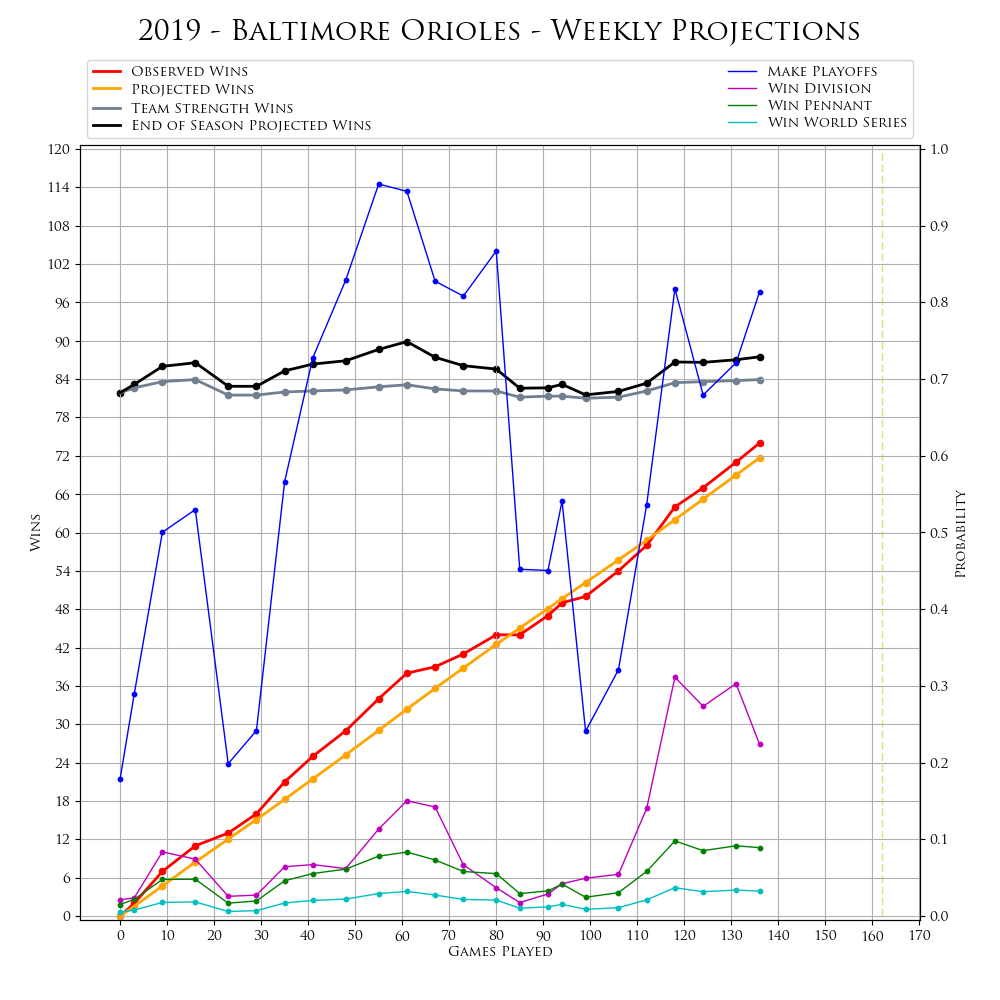 2019 - Baltimore Orioles - Weekly Projections
Observed Wins
Projected Wins
Team Strength Wins
End of Season Projected Wins
Make Playoffs
Win Division
Win Pennant
Win World Series
120
114
108
102
96
90
84
78
72
66
60
54
48
42
36
30
24
18
12
6
0
Wins
1.0
0.9
0.8
0.7
0.6
0.5
0.4
0.3
0.2
0.1
0.0
Probability
0 10 20 30 40 50 60 70 80 90 100 110 120 130 140 150 160 170
Games Played